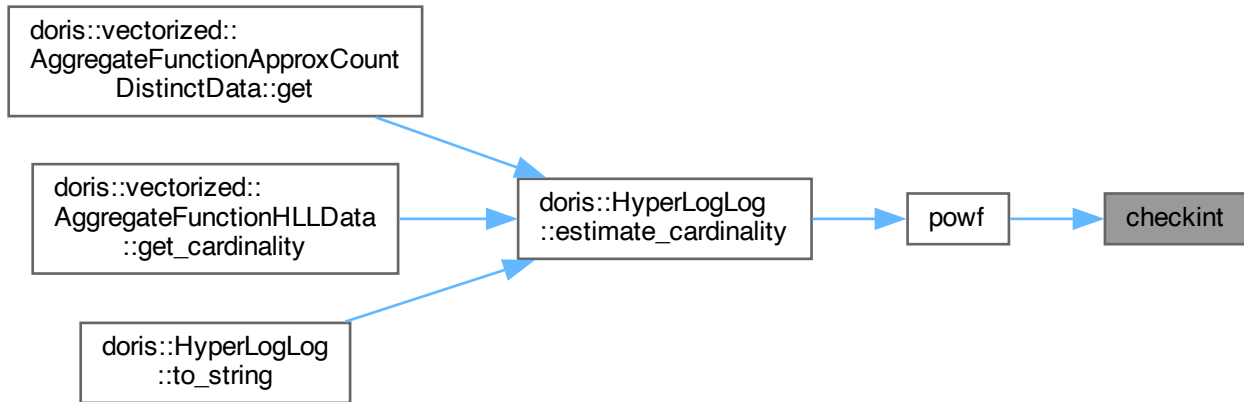 doris::vectorized::
AggregateFunctionApproxCount
DistinctData::get
doris::vectorized::
AggregateFunctionHLLData
::get_cardinality
doris::HyperLogLog
::to_string
doris::HyperLogLog
::estimate_cardinality
powf
checkint